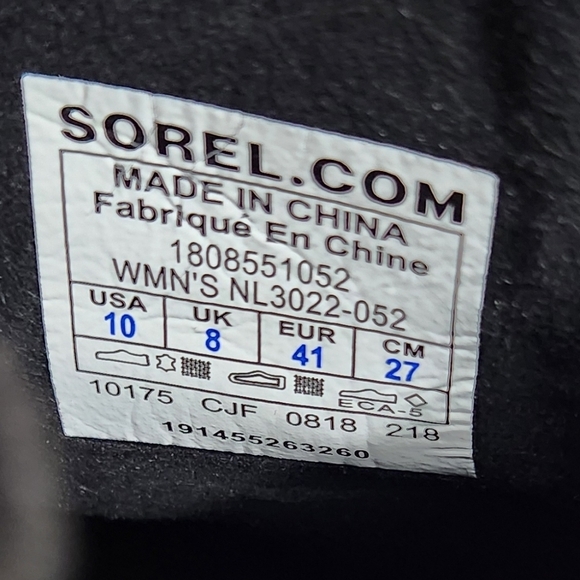 SOREL.COM
MADE IN CHINA
Fabriqué En Chine
1808551052
WMN'S NL3022-052
USA UK EUR CM
10 8 41 27
ECA-5
10175 CJF 0818 218
191455263260